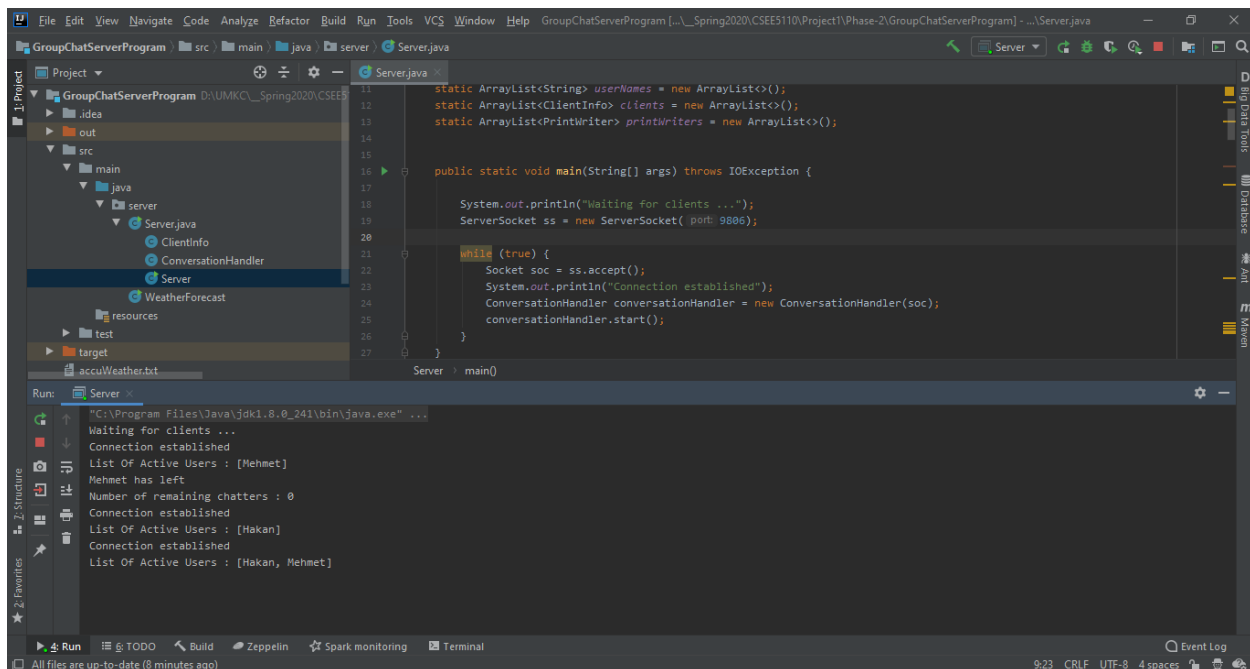 File Edit View Navigate Code Analyze Refactor Build Run Tools VCS Window Help GroupChatServerProgram [...\_Spring2020\CSEE5110\Project1\Phase-2\GroupChatServerProgram] - ...\Server.java
GroupChatServerProgram src main java server Server.java
Server
Project
Server.java
1: Project
GroupChatServerProgram D:\UMKC\__Spring2020\CSEE5
.idea
out
src
main
java
server
Server.java
ClientInfo
ConversationHandler
Server
WeatherForecast
resources
test
target
accuWeather.txt
11 static ArrayList<String> userNames = new ArrayList<>();
12 static ArrayList<ClientInfo> clients = new ArrayList<>();
13 static ArrayList<PrintWriter> printWriters = new ArrayList<>();
14
15
16 public static void main(String[] args) throws IOException {
17
18 System.out.println("Waiting for clients ...");
19 ServerSocket ss = new ServerSocket( port: 9806);
20
21 while (true) {
22 Socket soc = ss.accept();
23 System.out.println("Connection established");
24 ConversationHandler conversationHandler = new ConversationHandler(soc);
25 conversationHandler.start();
26 }
27 }
Server main()
D Big Data Tools
Database
Ant
m Maven
Run: Server
"C:\Program Files\Java\jdk1.8.0_241\bin\java.exe" ...
Waiting for clients ...
Connection established
List Of Active Users : [Mehmet]
Mehmet has left
Number of remaining chatters : 0
Connection established
List Of Active Users : [Hakan]
Connection established
List Of Active Users : [Hakan, Mehmet]
7: Structure
2: Favorites
4: Run 6: TODO Build Zeppelin Spark monitoring Terminal Event Log
All files are up-to-date (8 minutes ago) 9:23 CRLF UTF-8 4 spaces